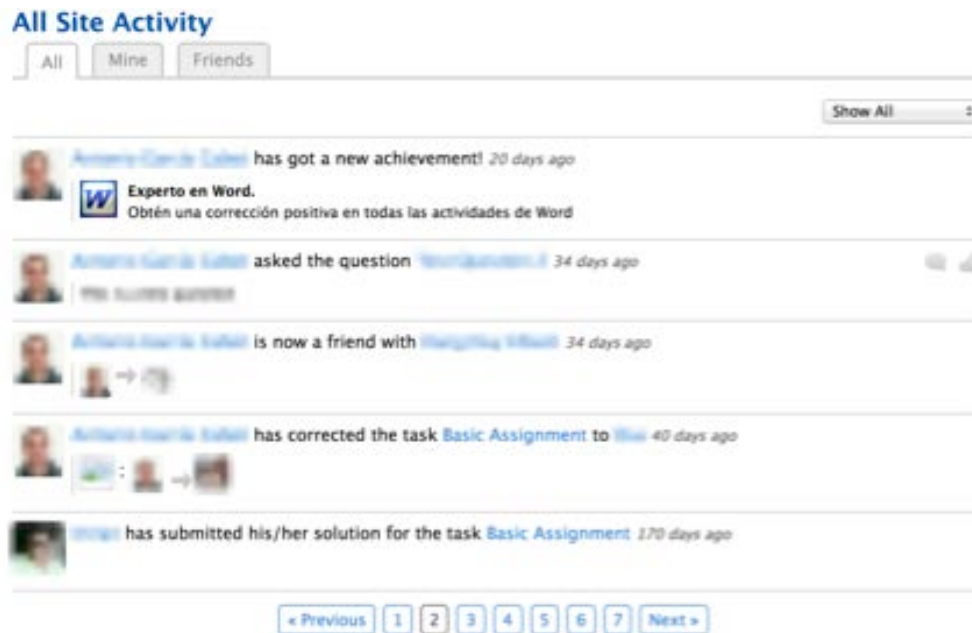 All Site Activity
All Mine Friends
Show All
has got a new achievement! 20 days ago
W
Experto en Word.
Obtén una corrección positiva en todas las actividades de Word
asked the question 34 days ago
is now a friend with 34 days ago
has corrected the task Basic Assignment to 40 days ago
:
has submitted his/her solution for the task Basic Assignment 170 days ago
« Previous 1 2 3 4 5 6 7 Next »